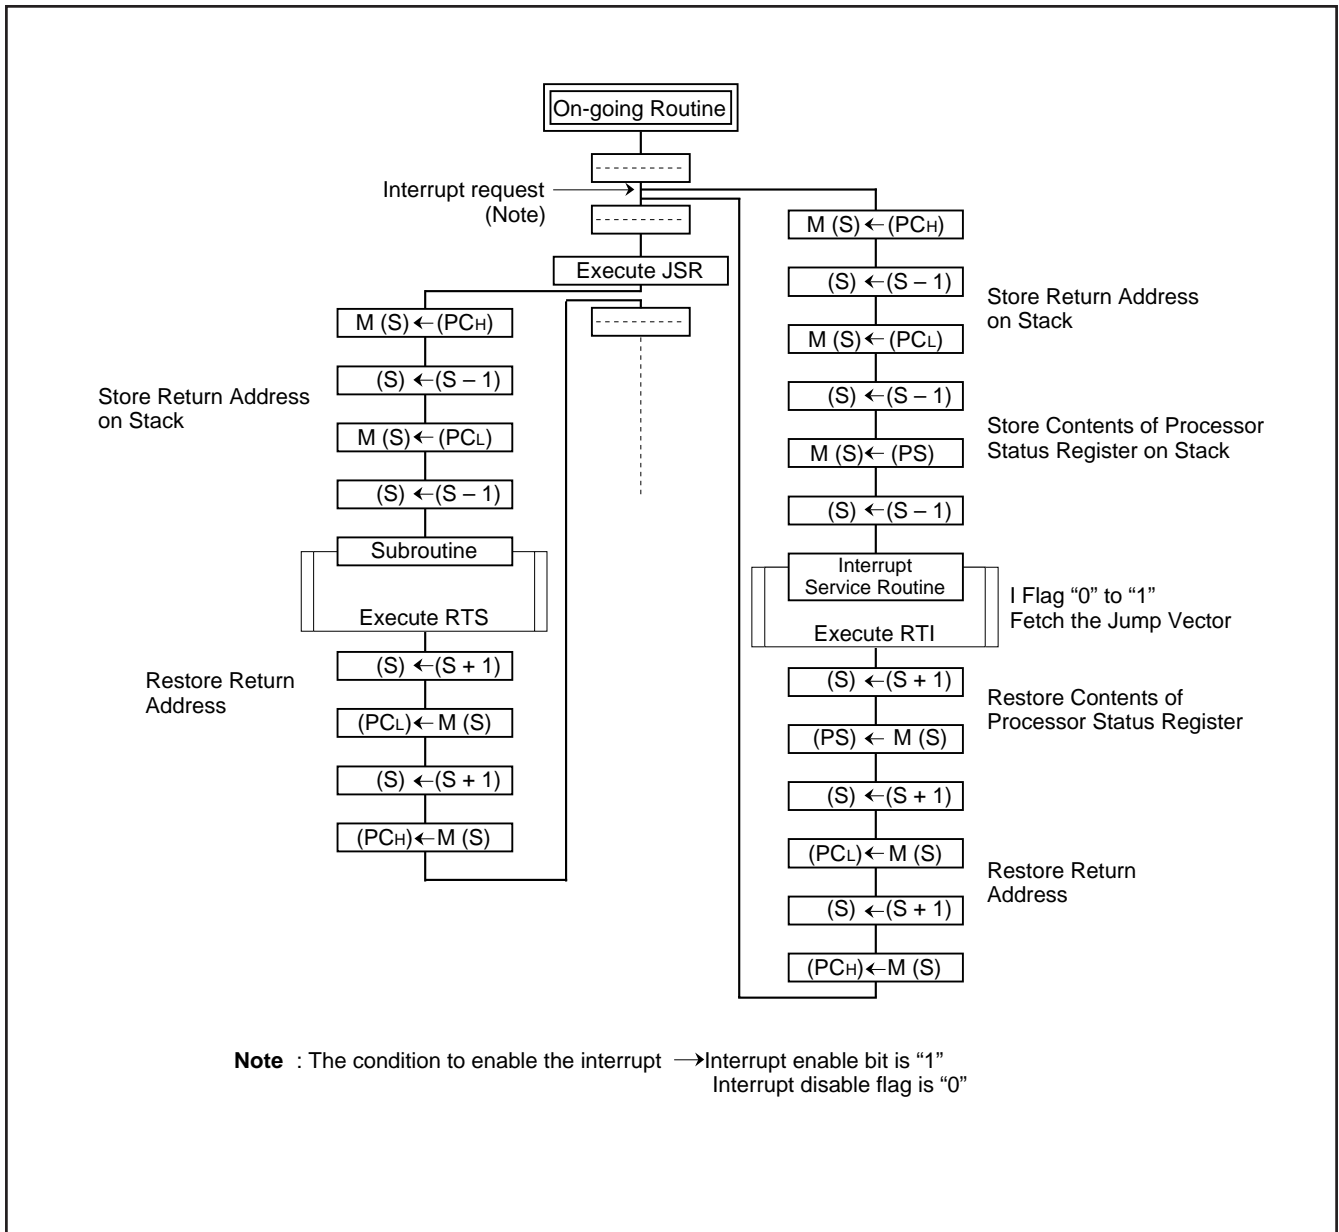 On-going Routine
Interrupt request
(Note)
Execute JSR
M (S) ← (PCH)
(S) ← (S – 1)
M (S) ← (PCL)
(S) ← (S – 1)
Store Return Address
on Stack
Subroutine
Execute RTS
(S) ← (S + 1)
Restore Return
Address
(PCL) ← M (S)
(S) ← (S + 1)
(PCH) ← M (S)
M (S) ← (PCH)
(S) ← (S – 1)
Store Return Address
on Stack
M (S) ← (PCL)
(S) ← (S – 1)
Store Contents of Processor
Status Register on Stack
M (S) ← (PS)
(S) ← (S – 1)
Interrupt
Service Routine
I Flag “0” to “1”
Fetch the Jump Vector
Execute RTI
(S) ← (S + 1)
Restore Contents of
Processor Status Register
(PS) ← M (S)
(S) ← (S + 1)
(PCL) ← M (S)
Restore Return
Address
(S) ← (S + 1)
(PCH) ← M (S)
Note : The condition to enable the interrupt → Interrupt enable bit is “1”
Interrupt disable flag is “0”